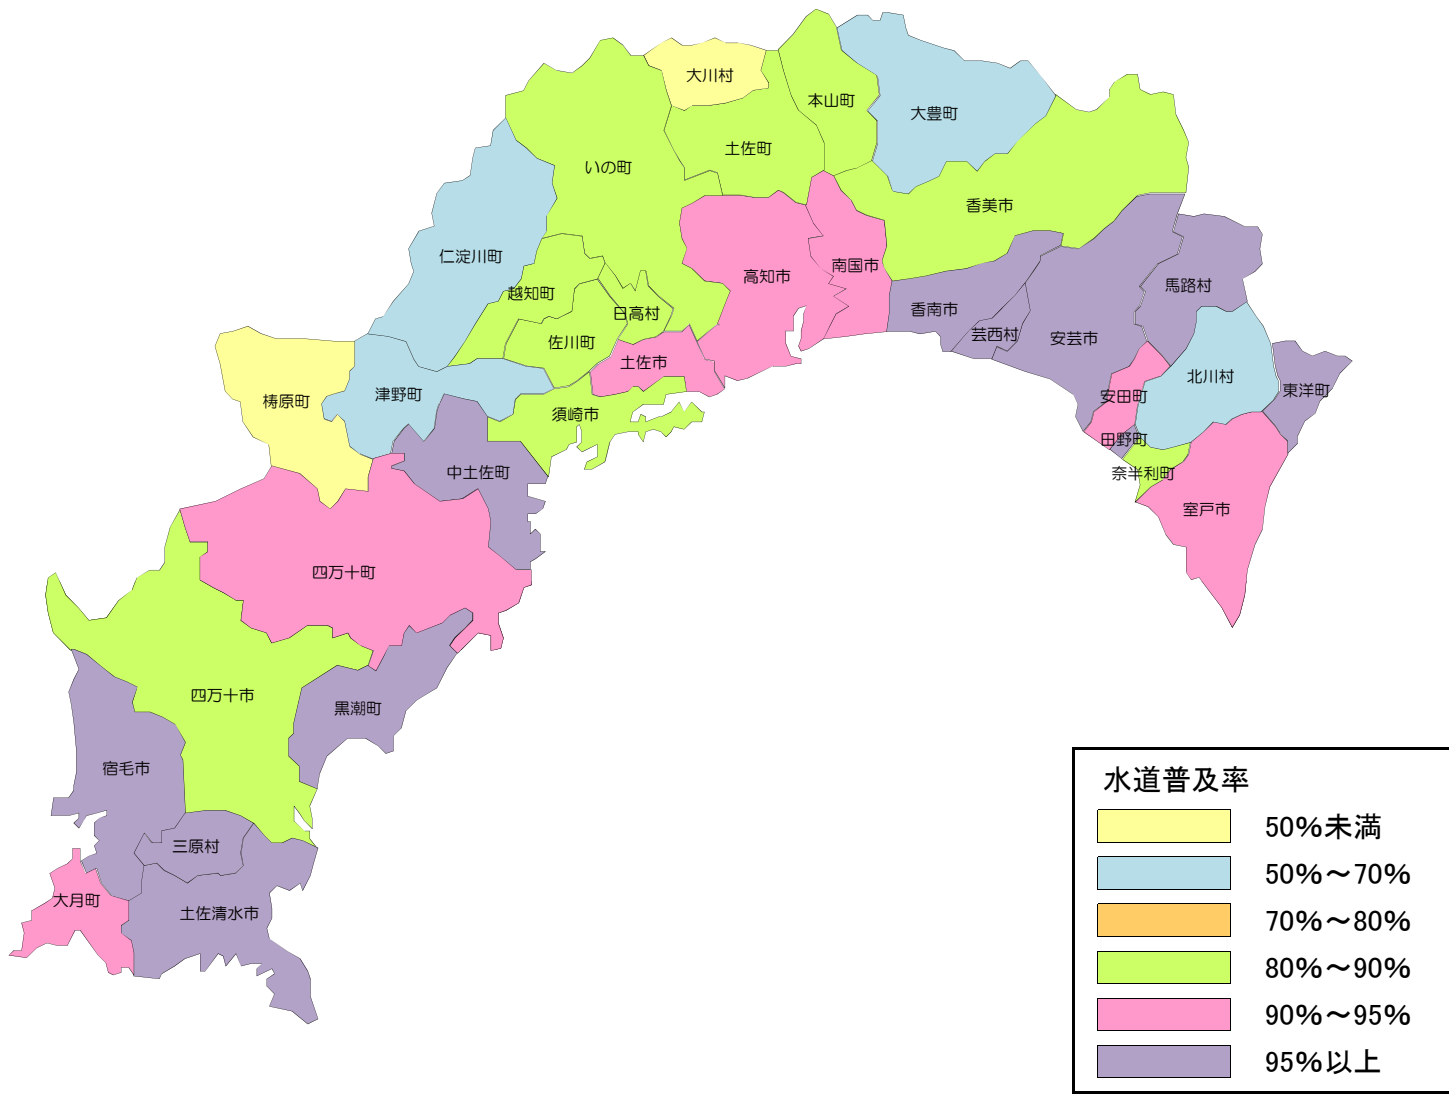 大川村
本山町
大豊町
土佐町
いの町
香美市
仁淀川町
高知市
南国市
越知町
日高村
香南市
馬路村
芸西村
安芸市
佐川町
土佐市
北川村
津野町
梼原町
安田町
東洋町
須崎市
田野町
中土佐町
奈半利町
室戸市
四万十町
四万十市
黒潮町
宿毛市
三原村
大月町
土佐清水市
水道普及率
50%未満
50%～70%
70%～80%
80%～90%
90%～95%
95%以上